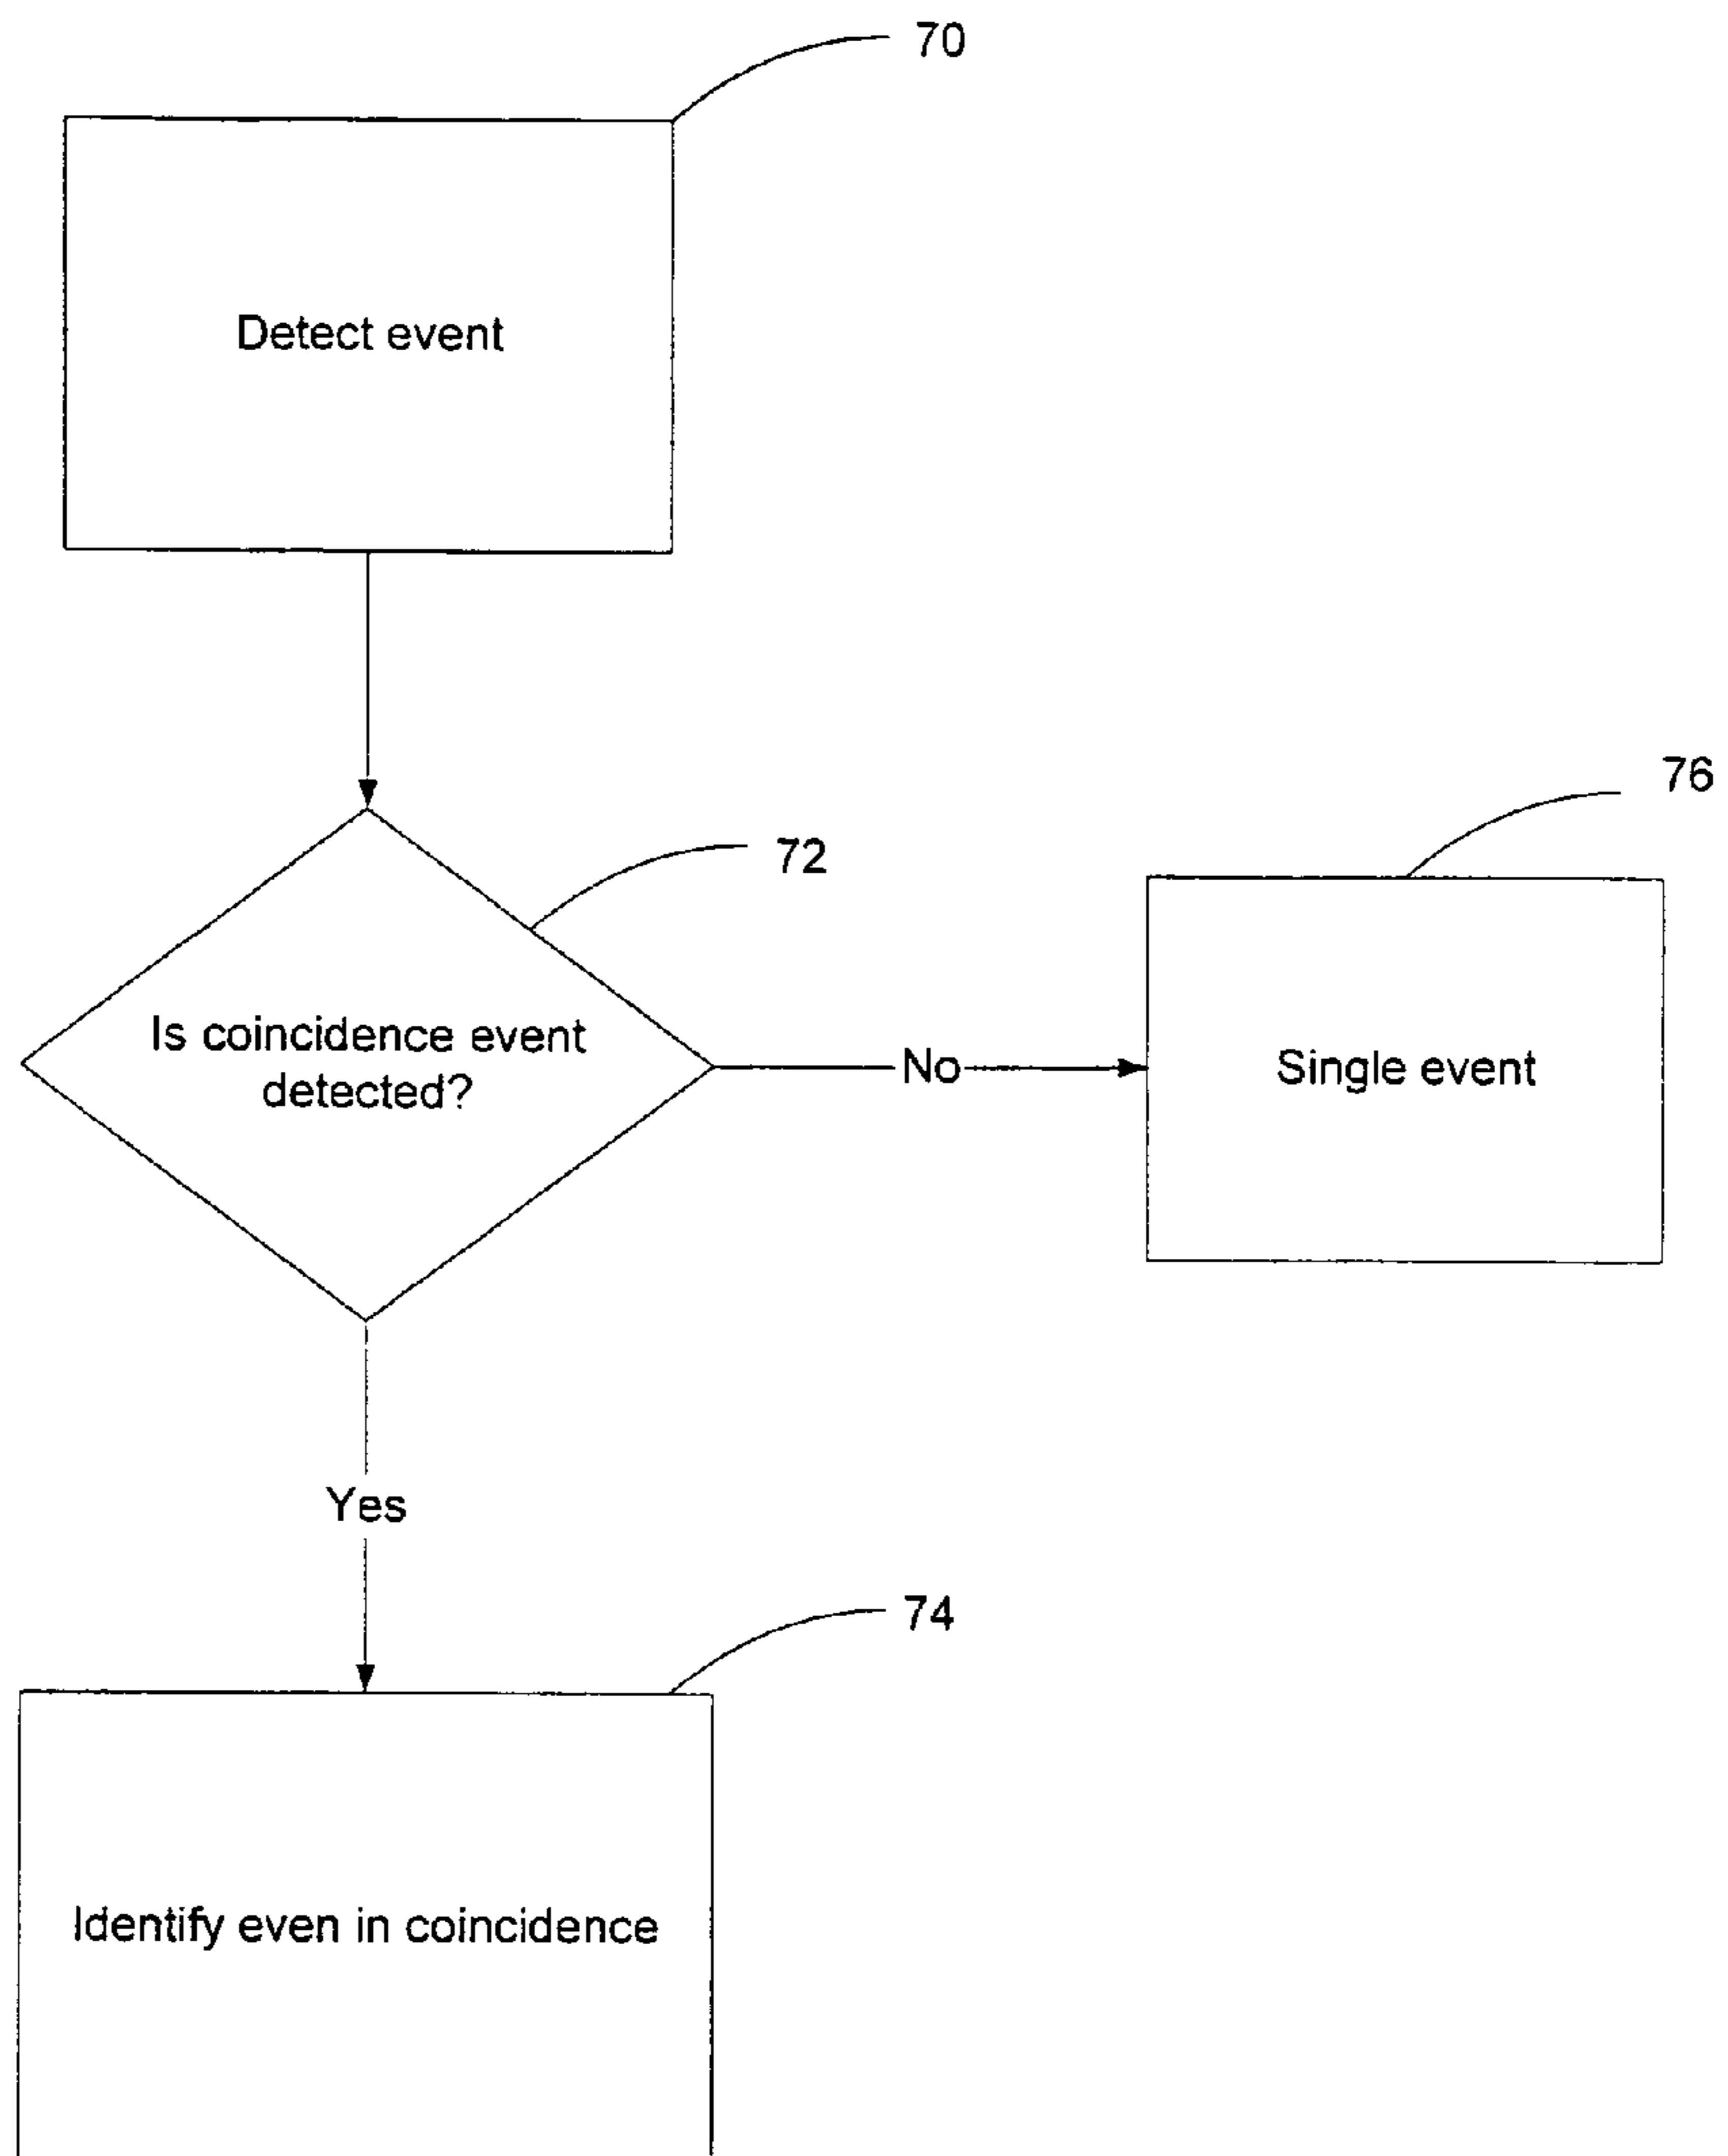 70
Detect event
72
Is coincidence event
detected?
76
No
Single event
Yes
74
Identify even in coincidence